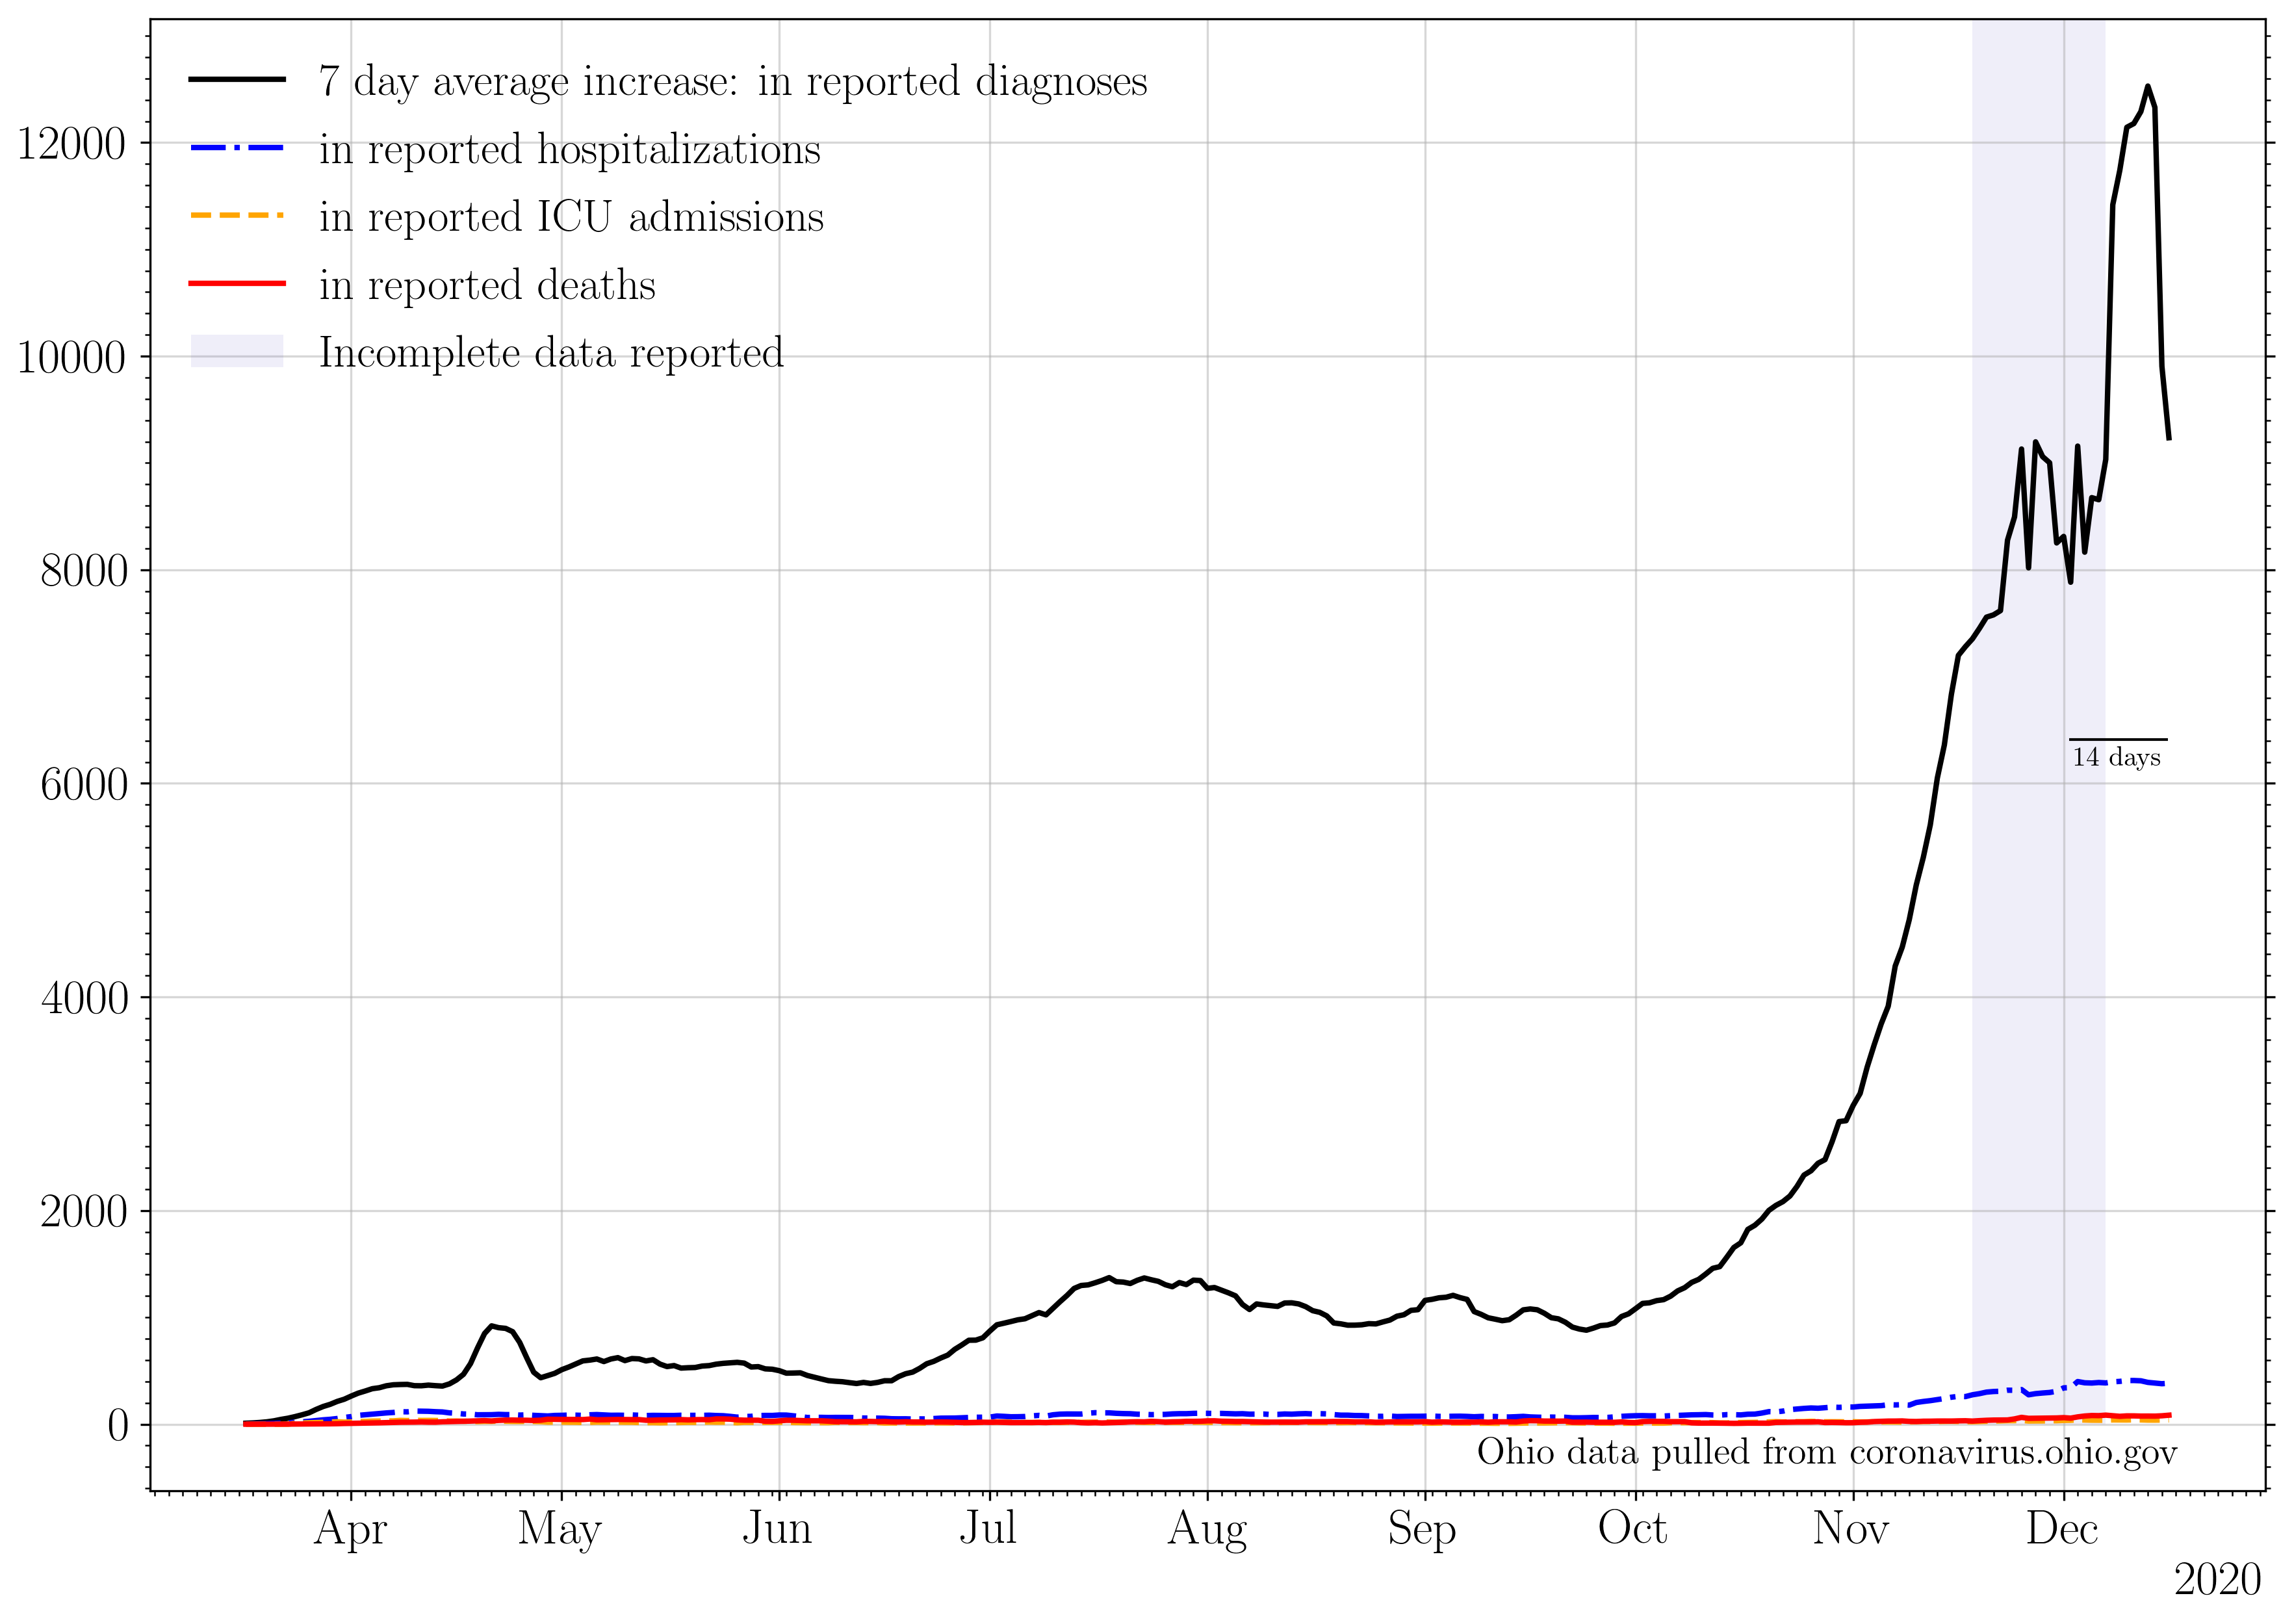 7 day average increase: in reported diagnoses
in reported hospitalizations
in reported ICU admissions
in reported deaths
Incomplete data reported
12000
10000
8000
6000
4000
2000
0
14 days
Ohio data pulled from coronavirus.ohio.gov
Apr May Jun Jul Aug Sep Oct Nov Dec
2020